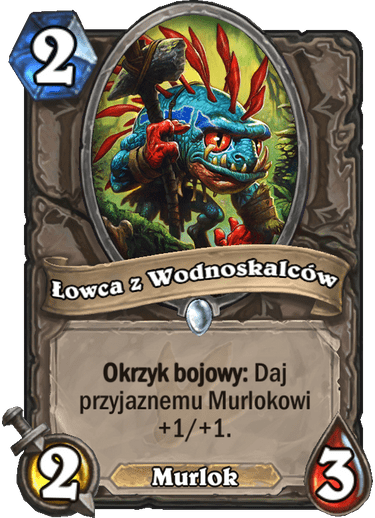 2
Łowca z Wodnoskalców
Okrzyk bojowy: Daj
przyjaznemu Murlokowi
+1/+1.
2
Murlok
3